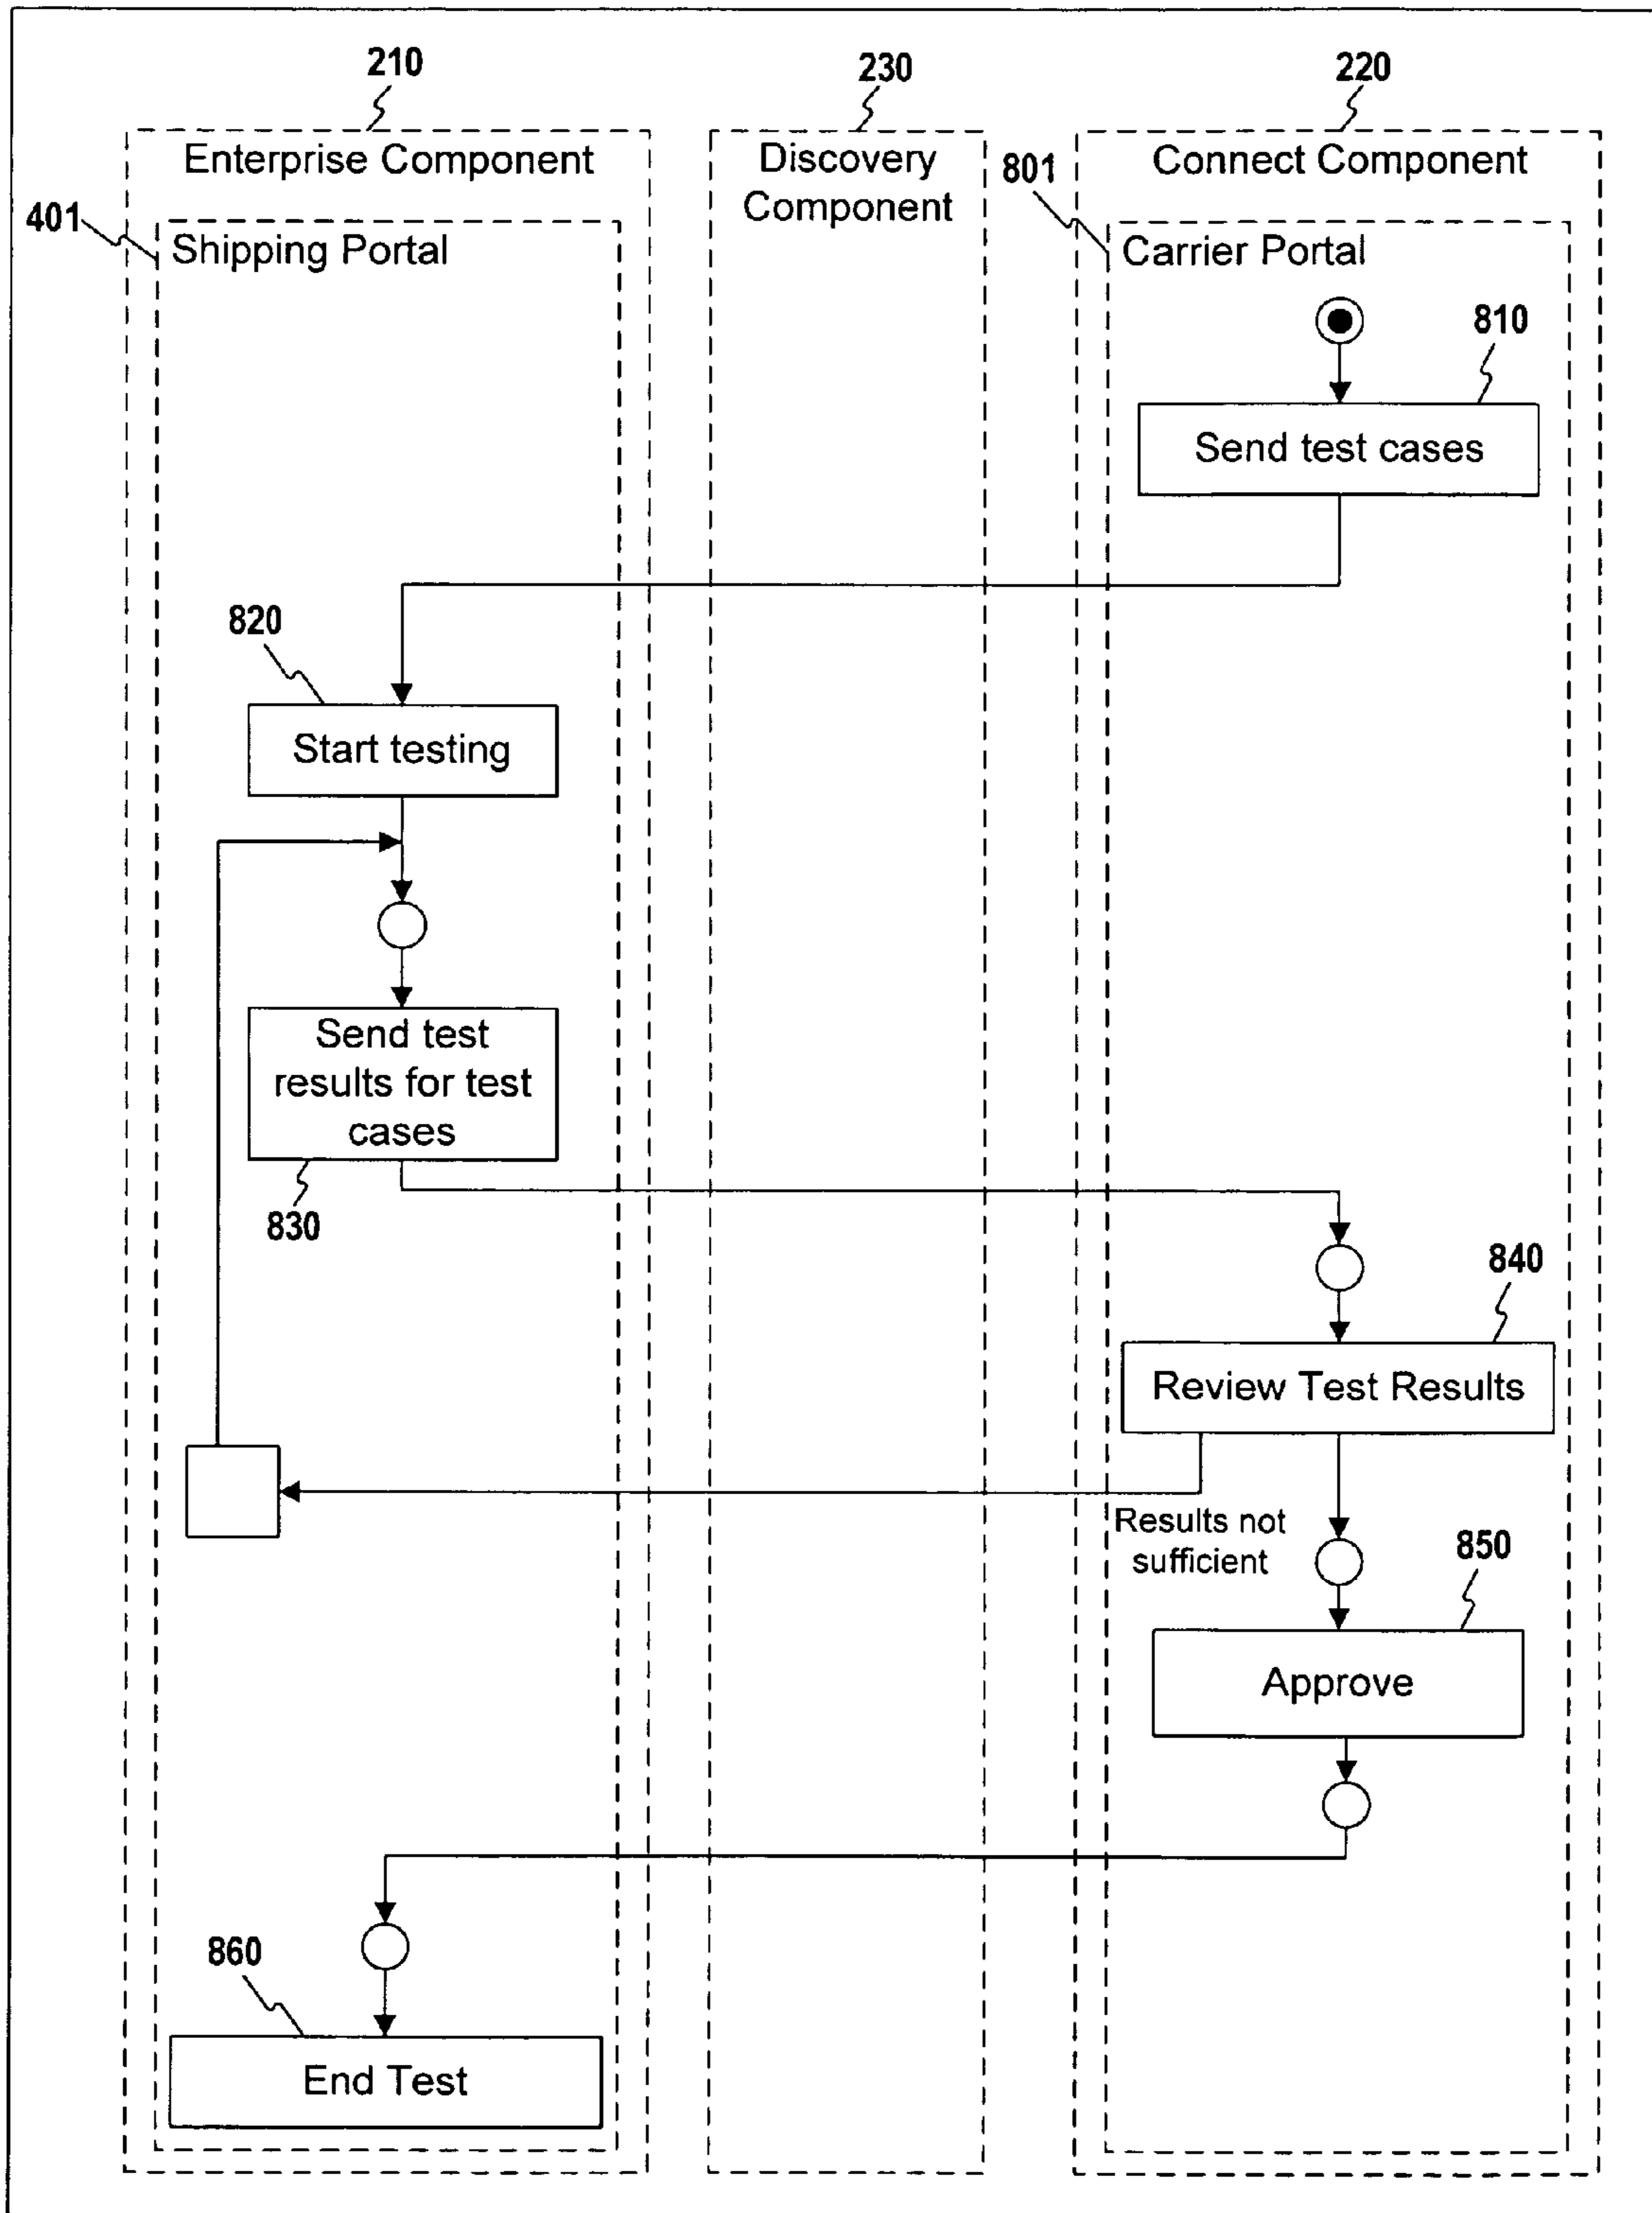 210
230
220
Enterprise Component
Discovery
Component
801
Connect Component
401
Shipping Portal
Carrier Portal
810
Send test cases
820
Start testing
Send test
results for test
cases
830
840
Review Test Results
Results not
sufficient
850
Approve
860
End Test